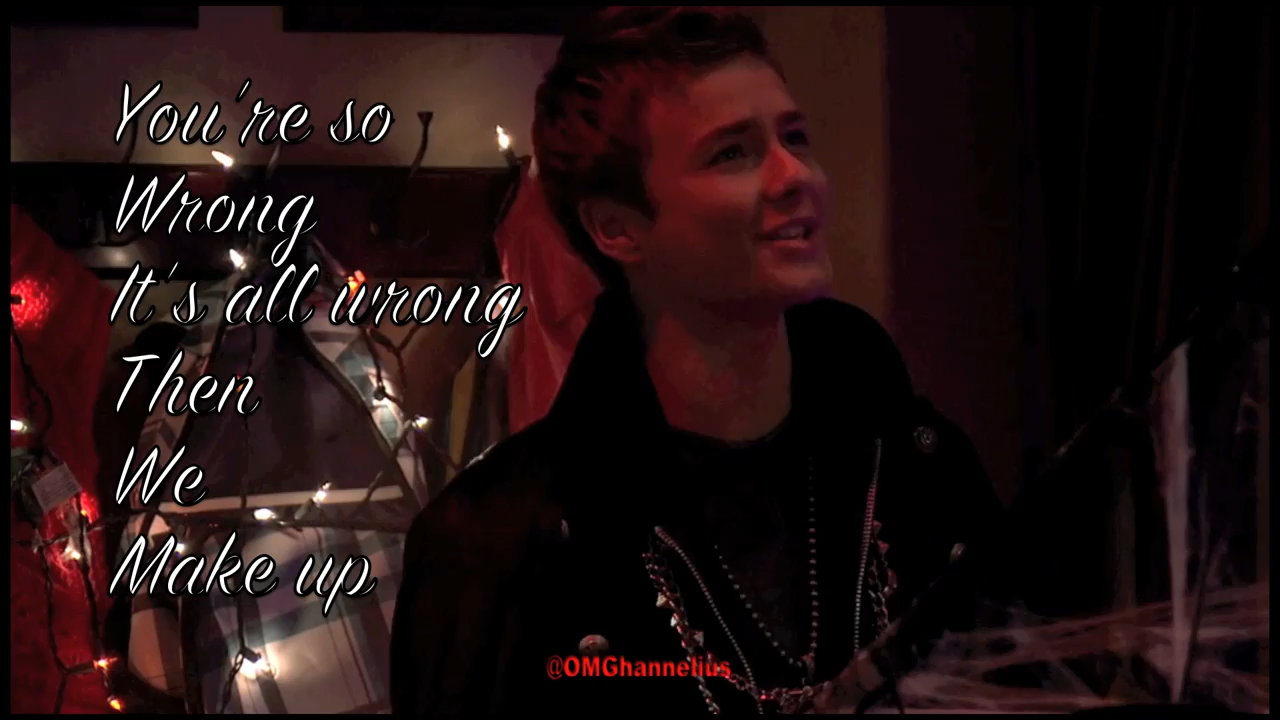 You're so
Wrong
It's all wrong
Then
We
Make up
@OMGhannelius